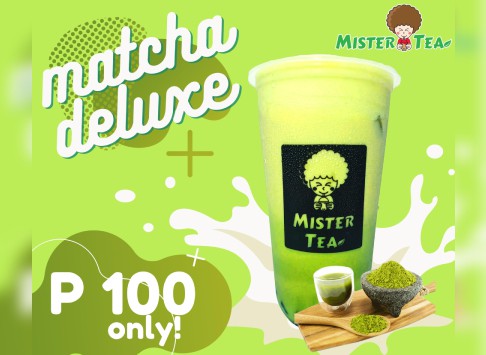 matcha
deluxe
MISTER TEA
MISTER
TEA
P 100
only!